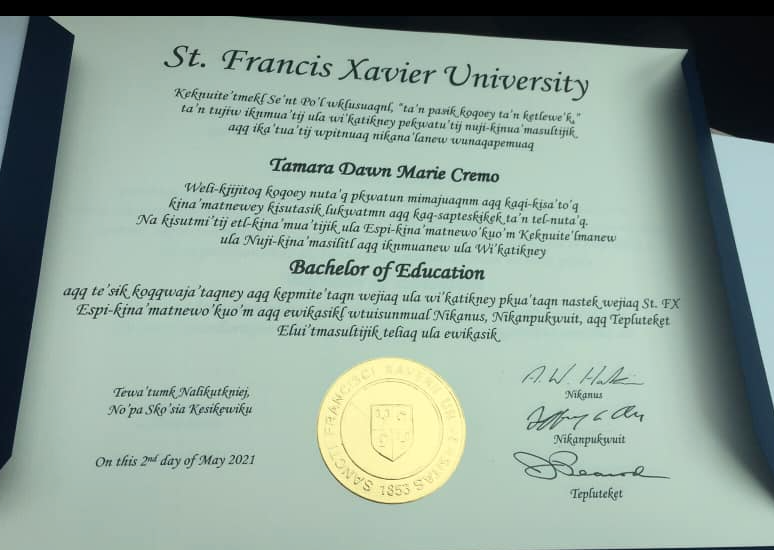 St. Francis Xavier University
Keknuite'tmekɫ Se'nt Po'l wkɫusuaqnɫ, "ta'n pasik koqoey ta'n ketlewe'k,"
ta'n tujiw iknmua'tij ula wi'katikney pekwatu'tij nuji-kinua'masultijik
aqq ika'tua'tij wpitnuaq nikana'lanew wunaqapemuaq
Tamara Dawn Marie Cremo
Weli-kjijitoq koqoey nuta'q pkwatun mimajuaqnm aqq kaqi-kisa'to'q
kina'matnewey kisutasik lukwatmn aqq kaq-sapteskikek ta'n tel-nuta'q.
Na kisutmi'tij etl-kina'mua'tijik ula Espi-kina'matnewo'kuo'm Keknuite'lmanew
ula Nuji-kina'masilitl aqq iknmuanew ula Wi'katikney
Bachelor of Education
aqq te'sik koqqwaja'taqney aqq kepmite'taqn wejiaq ula wi'katikney pkua'taqn nastek wejiaq St. FX
Espi-kina'matnewo'kuo'm aqq ewikasikl wtuisunmual Nikanus, Nikanpukwuit, aqq Tepluteket
Elui'tmasultijik teliaq ula ewikasik
Tewa'tumk Nalikutkniej,
No'pa Sko'sia Kesikewiku
On this 2nd day of May 2021
SANCTI FRANCISCI XAVERII UNIVERSITAS
1853
Nikanus
Nikanpukwuit
Tepluteket